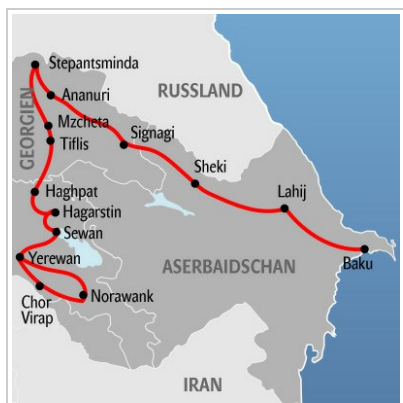 Stepantsminda
RUSSLAND
Ananuri
GEORGIEN
Mzcheta
Tiflis
Signagi
Sheki
Haghpat
Lahij
Hagarstin
Sewan
Yerewan
ASERBAIDSCHAN
Baku
Norawank
Chor
Virap
IRAN